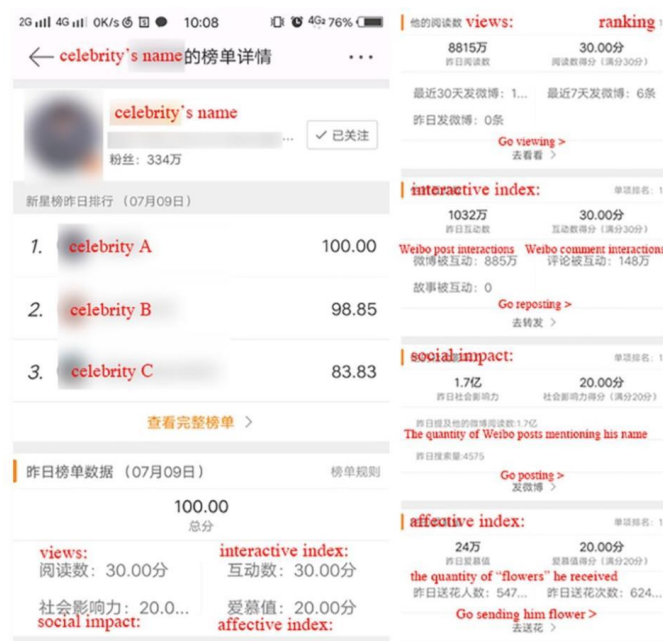 2G 4G 0K/s 10:08 4G2 76%
celebrity's name的榜单详情
celebrity's name
已关注
粉丝：334万
新星榜昨日排行 （07月09日）
1. celebrity A 100.00
2. celebrity B 98.85
3. celebrity C 83.83
查看完整榜单 >
昨日榜单数据 （07月09日） 榜单规则
100.00
总分
views: interactive index:
阅读数：30.00分 互动数：30.00分
社会影响力：20.0... 爱慕值：20.00分
social impact: affective index:
他的阅读数 views: ranking
8815万 30.00分
昨日阅读数 阅读数得分（满分30分）
最近30天发微博：1... 最近7天发微博：6条
昨日发微博：0条
Go viewing >
去看看 >
interactive index: 单项排名：1
1032万 30.00分
昨日互动数 互动数得分（满分30分）
Weibo post interactions Weibo comment interactions
微博被互动：885万 评论被互动：148万
故事被互动：0
Go reposting >
去转发 >
social impact: 单项排名：1
1.7亿 20.00分
昨日社会影响力 社会影响力得分（满分20分）
昨日提及他的微博阅读数:1.7亿
The quantity of Weibo posts mentioning his name
昨日搜索量:4575
Go posting >
发微博 >
affective index: 单项排名：1
24万 20.00分
昨日爱慕值 爱慕值得分（满分20分）
the quantity of "flowers" he received
昨日送花人数：547... 昨日送花次数：624...
Go sending him flower >
去送花 >